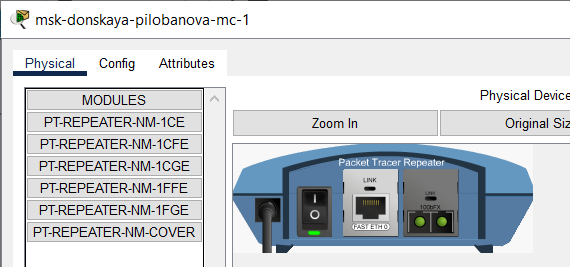 msk-donskaya-pilobanova-mc-1
Physical Config Attributes
MODULES
PT-REPEATER-NM-1CE
PT-REPEATER-NM-1CFE
PT-REPEATER-NM-1CGE
PT-REPEATER-NM-1FFE
PT-REPEATER-NM-1FGE
PT-REPEATER-NM-COVER
Physical Device
Zoom In
Original Siz
Packet Tracer Repeater
LINK
FAST ETH 0
LINK
100bFX